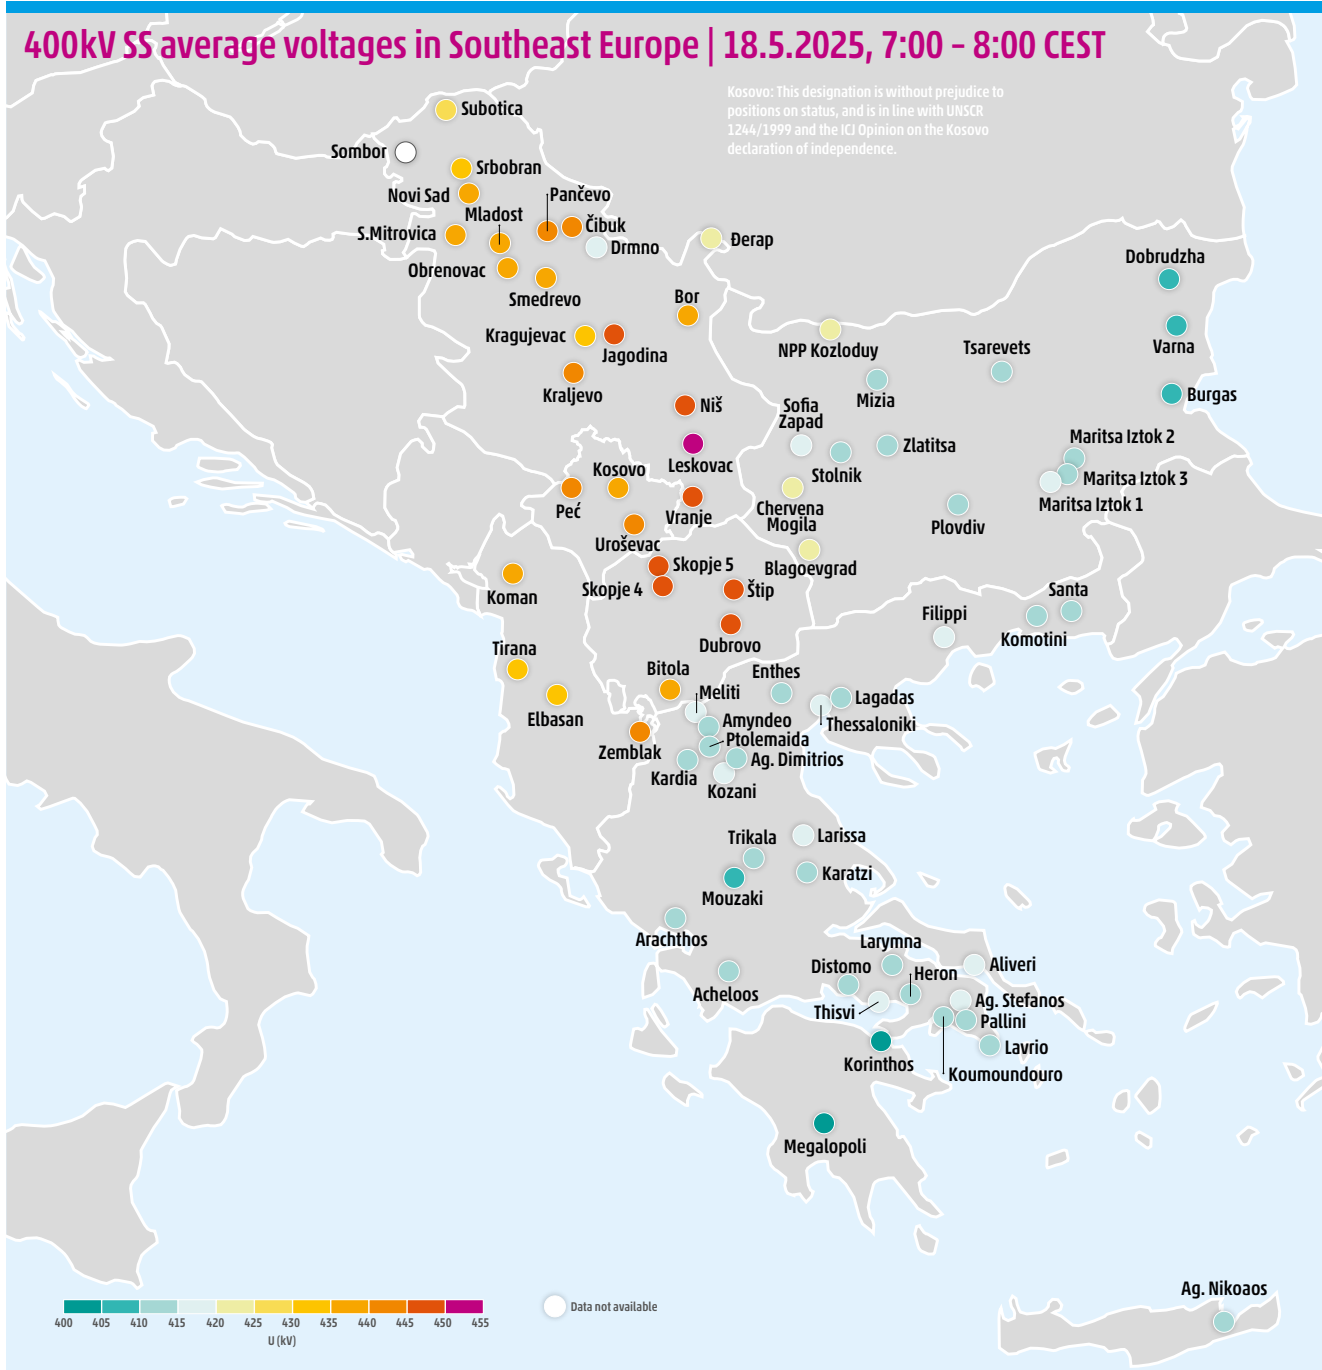 400kV SS average voltages in Southeast Europe | 18.5.2025, 7:00 – 8:00 CEST
Kosovo: This designation is without prejudice to
positions on status, and is in line with UNSCR
1244/1999 and the ICJ Opinion on the Kosovo
declaration of independence.
Subotica
Sombor
Srbobran
Novi Sad
Pančevo
Mladost
S.Mitrovica
Čibuk
Drmno
Đerap
Obrenovac
Smedrevo
Dobrudzha
Bor
Kragujevac
Jagodina
NPP Kozloduy
Tsarevets
Varna
Kraljevo
Mizia
Burgas
Niš
Sofia
Zapad
Zlatitsa
Maritsa Iztok 2
Leskovac
Kosovo
Stolnik
Maritsa Iztok 3
Maritsa Iztok 1
Peć
Vranje
Chervena
Mogila
Plovdiv
Uroševac
Skopje 5
Blagoevgrad
Skopje 4
Štip
Koman
Santa
Filippi
Komotini
Dubrovo
Tirana
Bitola
Enthes
Meliti
Lagadas
Elbasan
Amyndeo
Thessaloniki
Ptolemaida
Zemblak
Ag. Dimitrios
Kardia
Kozani
Trikala
Larissa
Karatzi
Mouzaki
Arachthos
Larymna
Distomo
Heron
Aliveri
Acheloos
Thisvi
Ag. Stefanos
Pallini
Lavrio
Korinthos
Koumoundouro
Megalopoli
Ag. Nikoaos
Data not available
400 405 410 415 420 425 430 435 440 445 450 455
U (kV)